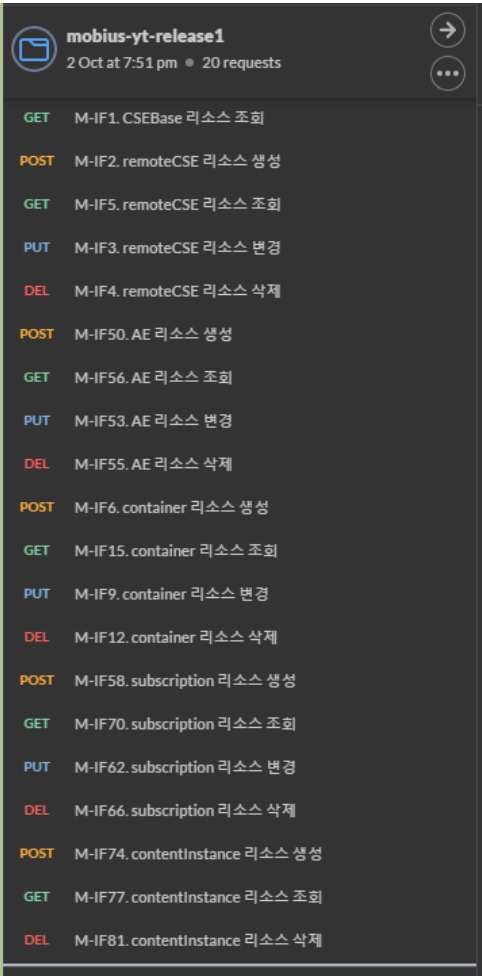 mobius-yt-release1
2 Oct at 7:51 pm ● 20 requests
GET M-IF1. CSEBase 리소스 조회
POST M-IF2. remoteCSE 리소스 생성
GET M-IF5. remoteCSE 리소스 조회
PUT M-IF3. remoteCSE 리소스 변경
DEL M-IF4. remoteCSE 리소스 삭제
POST M-IF50. AE 리소스 생성
GET M-IF56. AE 리소스 조회
PUT M-IF53. AE 리소스 변경
DEL M-IF55. AE 리소스 삭제
POST M-IF6. container 리소스 생성
GET M-IF15. container 리소스 조회
PUT M-IF9. container 리소스 변경
DEL M-IF12. container 리소스 삭제
POST M-IF58. subscription 리소스 생성
GET M-IF70. subscription 리소스 조회
PUT M-IF62. subscription 리소스 변경
DEL M-IF66. subscription 리소스 삭제
POST M-IF74. contentInstance 리소스 생성
GET M-IF77. contentInstance 리소스 조회
DEL M-IF81. contentInstance 리소스 삭제